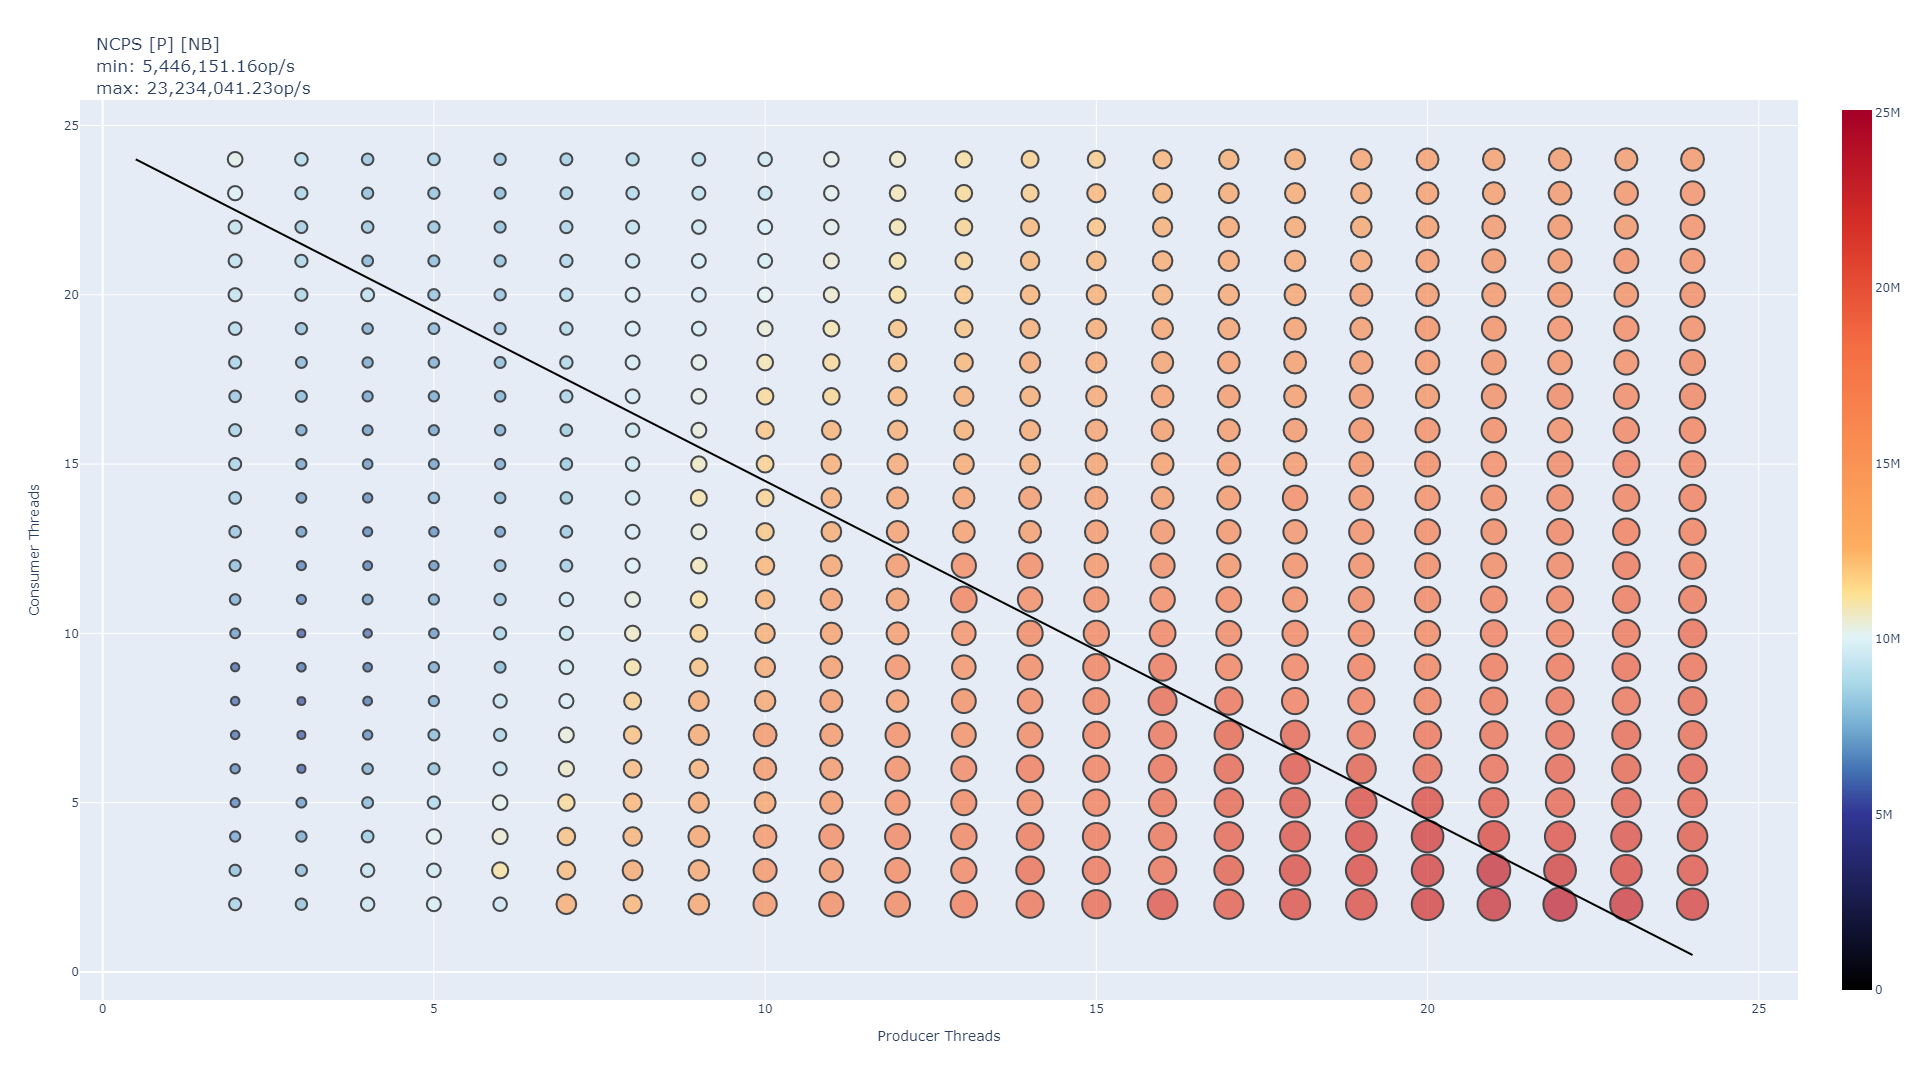 NCPS [P] [NB]
min: 5,446,151.16op/s
max: 23,234,041.23op/s
25
20
15
10
5
0
Consumer Threads
0
5
10
15
20
25
Producer Threads
25M
20M
15M
10M
5M
0